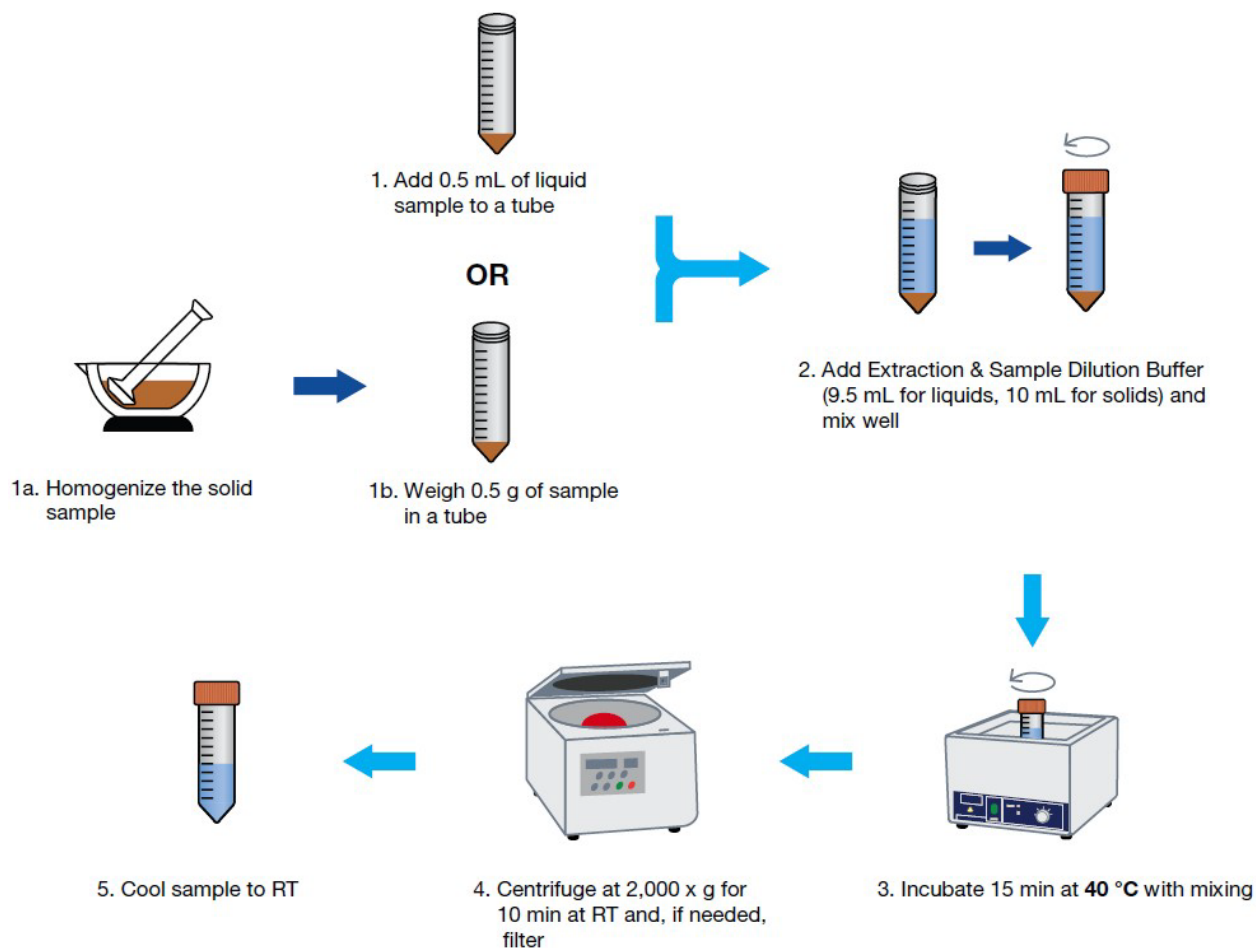 1. Add 0.5 mL of liquid
sample to a tube
OR
1a. Homogenize the solid
sample
1b. Weigh 0.5 g of sample
in a tube
2. Add Extraction & Sample Dilution Buffer
(9.5 mL for liquids, 10 mL for solids) and
mix well
3. Incubate 15 min at 40 °C with mixing
4. Centrifuge at 2,000 x g for
10 min at RT and, if needed,
filter
5. Cool sample to RT